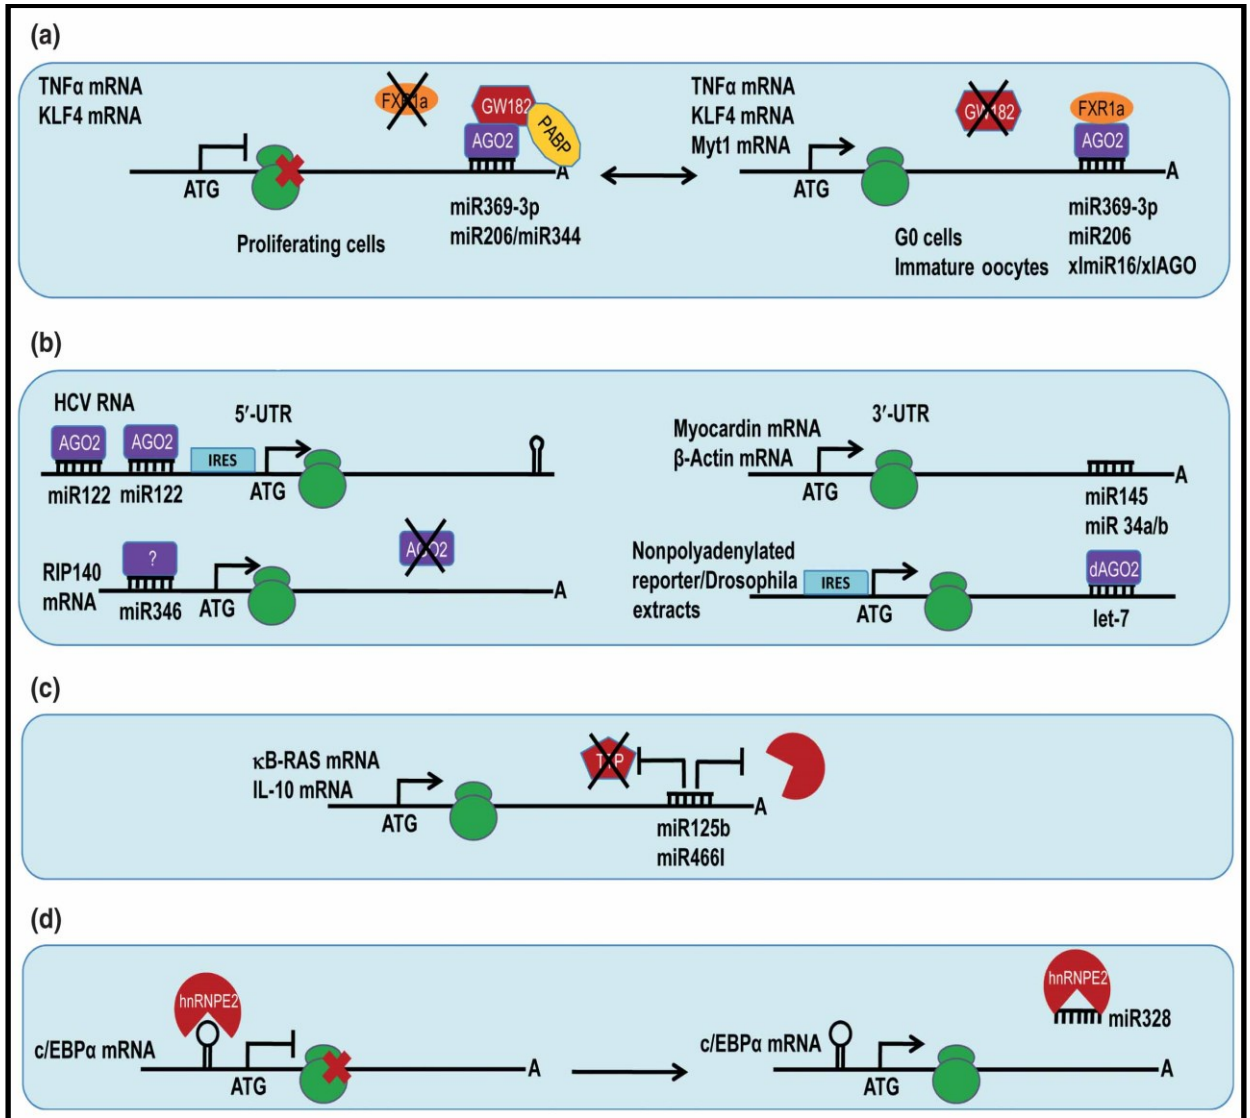 (a)
TNFα mRNA
KLF4 mRNA
FXR1a
GW182
AGO2
PABP
ATG
A
miR369-3p
miR206/miR344
Proliferating cells
TNFα mRNA
KLF4 mRNA
Myt1 mRNA
GW182
FXR1a
AGO2
ATG
A
miR369-3p
miR206
xlmiR16/xlAGO
G0 cells
Immature oocytes
(b)
HCV RNA
5′-UTR
AGO2
AGO2
IRES
miR122
miR122
ATG
RIP140
mRNA
?
miR346
ATG
AGO2
A
3′-UTR
Myocardin mRNA
β-Actin mRNA
ATG
A
miR145
miR 34a/b
Nonpolyadenylated
reporter/Drosophila
extracts
IRES
ATG
dAGO2
let-7
(c)
κB-RAS mRNA
IL-10 mRNA
ATG
TTP
A
miR125b
miR466l
(d)
hnRNPE2
c/EBPα mRNA
ATG
A
c/EBPα mRNA
ATG
hnRNPE2
miR328
A